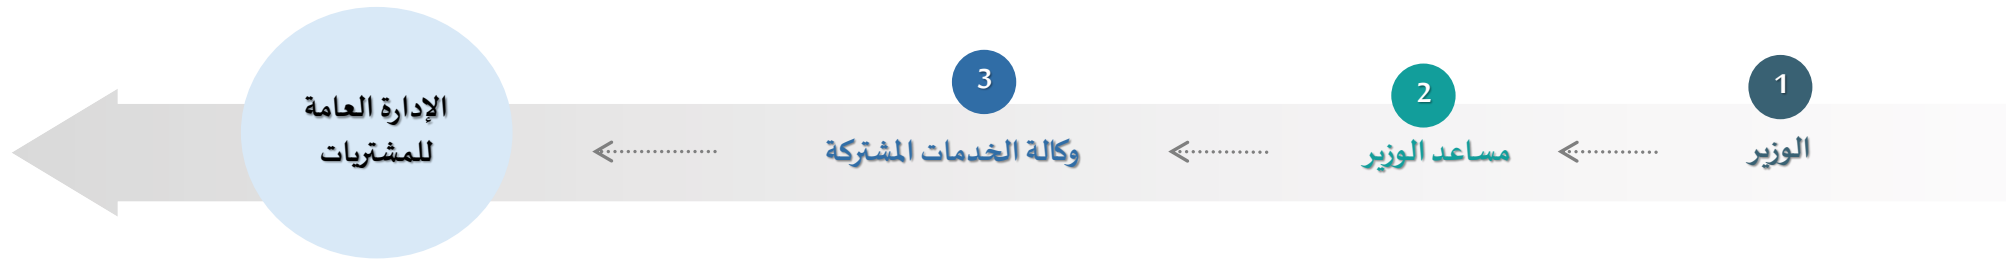 1
الوزير
2
مساعد الوزير
3
وكالة الخدمات المشتركة
الإدارة العامة
للمشتريات